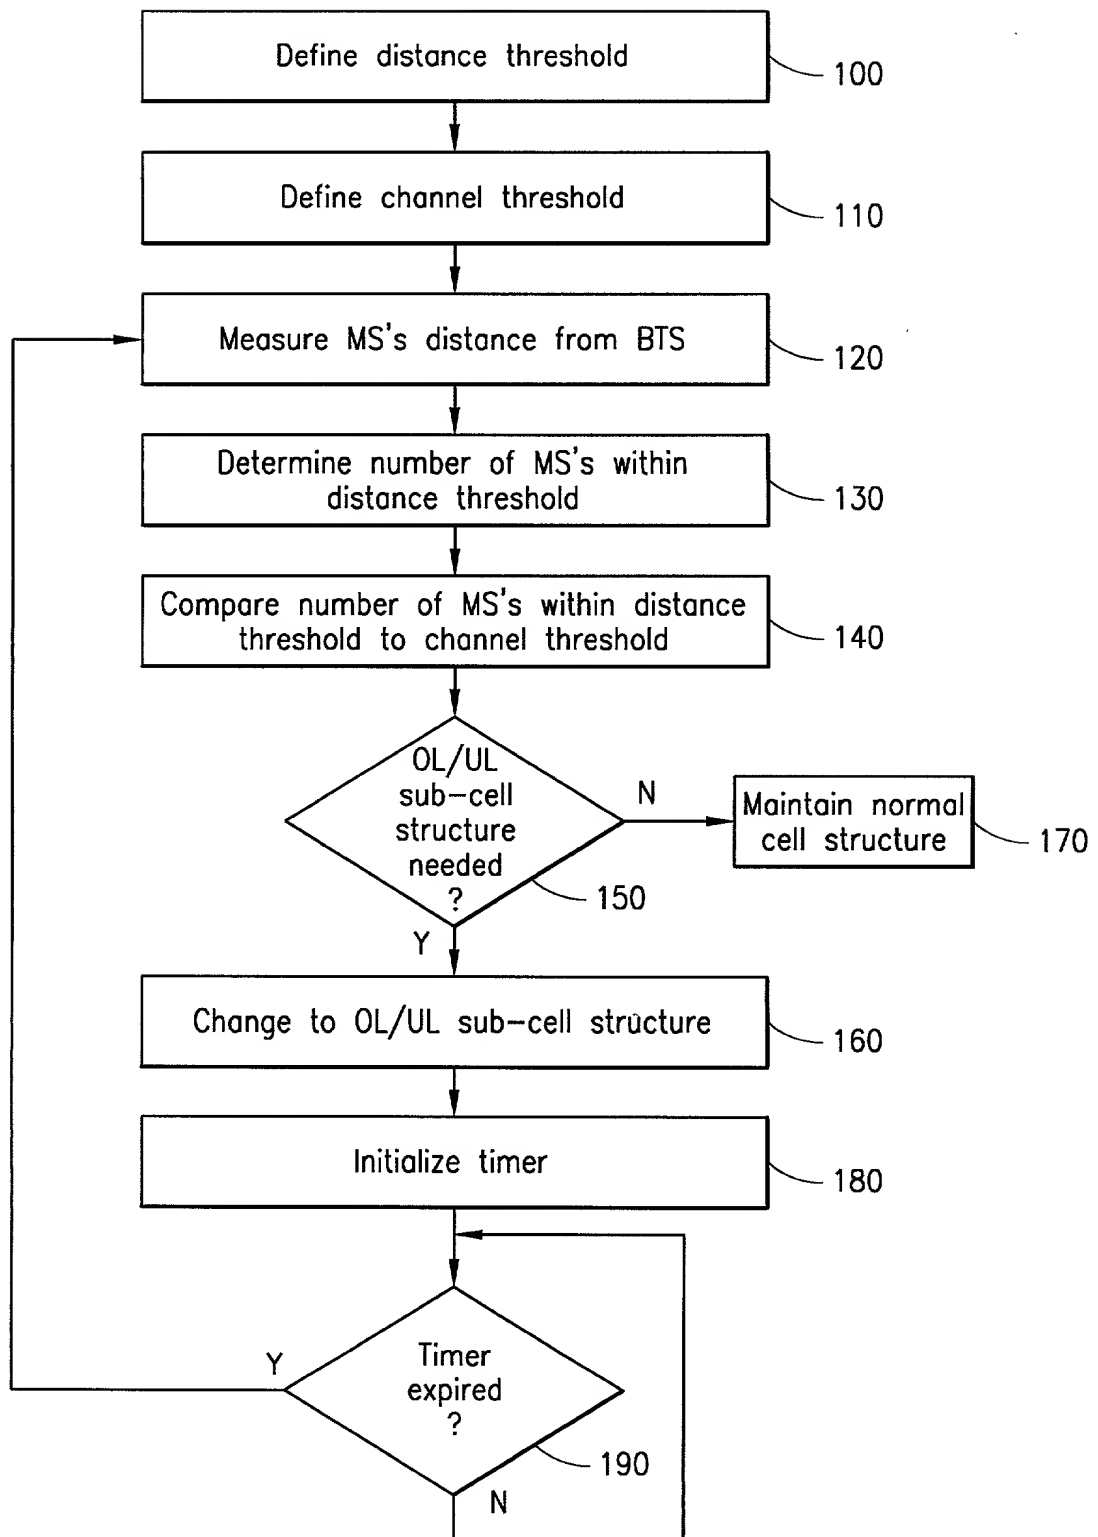 Define distance threshold
100
Define channel threshold
110
Measure MS's distance from BTS
120
Determine number of MS's within
distance threshold
130
Compare number of MS's within distance
threshold to channel threshold
140
OL/UL
sub-cell
structure
needed
?
150
N
Maintain normal
cell structure
170
Y
Change to OL/UL sub-cell structure
160
Initialize timer
180
Timer
expired
?
Y
190
N